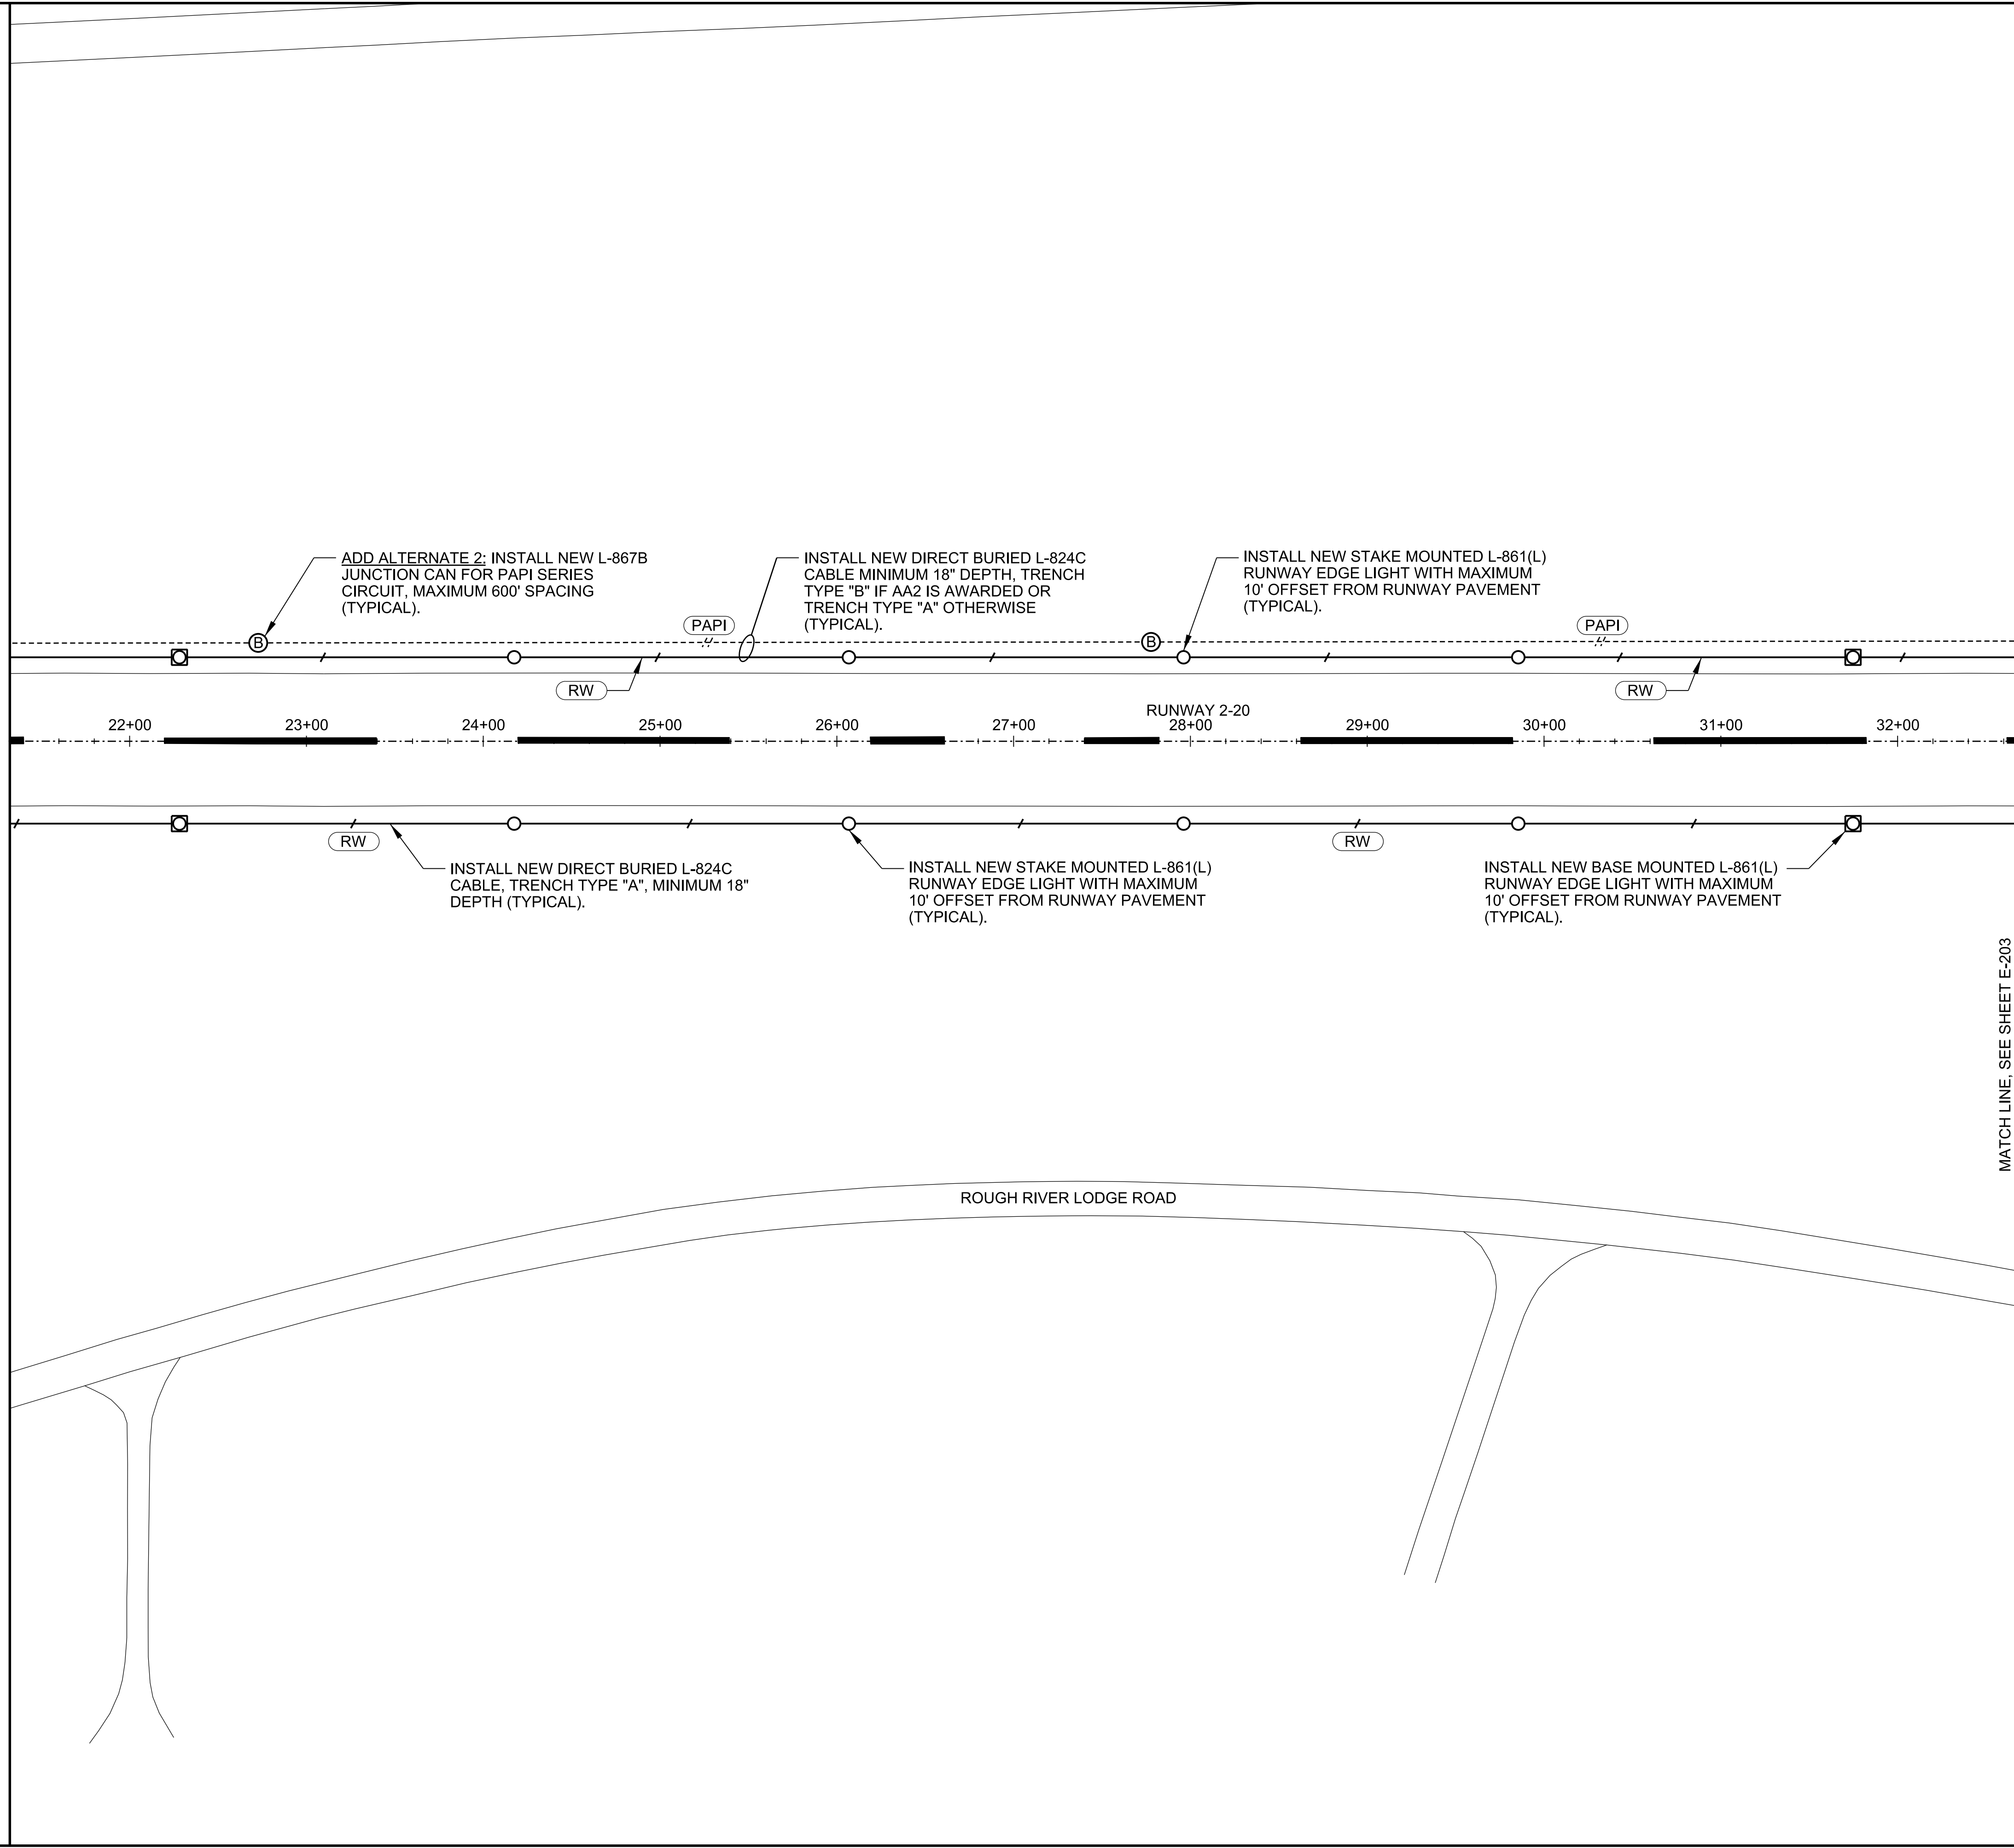 ADD ALTERNATE 2: INSTALL NEW L-867B
JUNCTION CAN FOR PAPI SERIES
CIRCUIT, MAXIMUM 600' SPACING
(TYPICAL).
INSTALL NEW DIRECT BURIED L-824C
CABLE MINIMUM 18" DEPTH, TRENCH
TYPE "B" IF AA2 IS AWARDED OR
TRENCH TYPE "A" OTHERWISE
(TYPICAL).
INSTALL NEW STAKE MOUNTED L-861(L)
RUNWAY EDGE LIGHT WITH MAXIMUM
10' OFFSET FROM RUNWAY PAVEMENT
(TYPICAL).
PAPI
PAPI
B
B
RW
RW
RUNWAY 2-20
22+00
23+00
24+00
25+00
26+00
27+00
28+00
29+00
30+00
31+00
32+00
RW
RW
INSTALL NEW DIRECT BURIED L-824C
CABLE, TRENCH TYPE "A", MINIMUM 18"
DEPTH (TYPICAL).
INSTALL NEW STAKE MOUNTED L-861(L)
RUNWAY EDGE LIGHT WITH MAXIMUM
10' OFFSET FROM RUNWAY PAVEMENT
(TYPICAL).
INSTALL NEW BASE MOUNTED L-861(L)
RUNWAY EDGE LIGHT WITH MAXIMUM
10' OFFSET FROM RUNWAY PAVEMENT
(TYPICAL).
MATCH LINE, SEE SHEET E-203
ROUGH RIVER LODGE ROAD